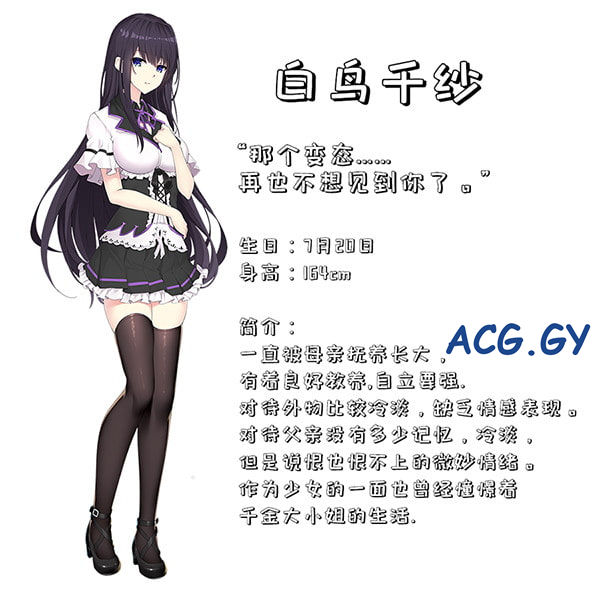 白鸟千纱
“那个变态……
再也不想见到你了。”
生日：7月20日
身高：164cm
简介：
一直被母亲抚养长大，
有着良好教养,自立要强.
对待外物比较冷淡，缺乏情感表现。
对待父亲没有多少记忆，冷淡，
但是说恨也恨不上的微妙情绪。
作为少女的一面也曾经憧憬着
千金大小姐的生活.
ACG.GY